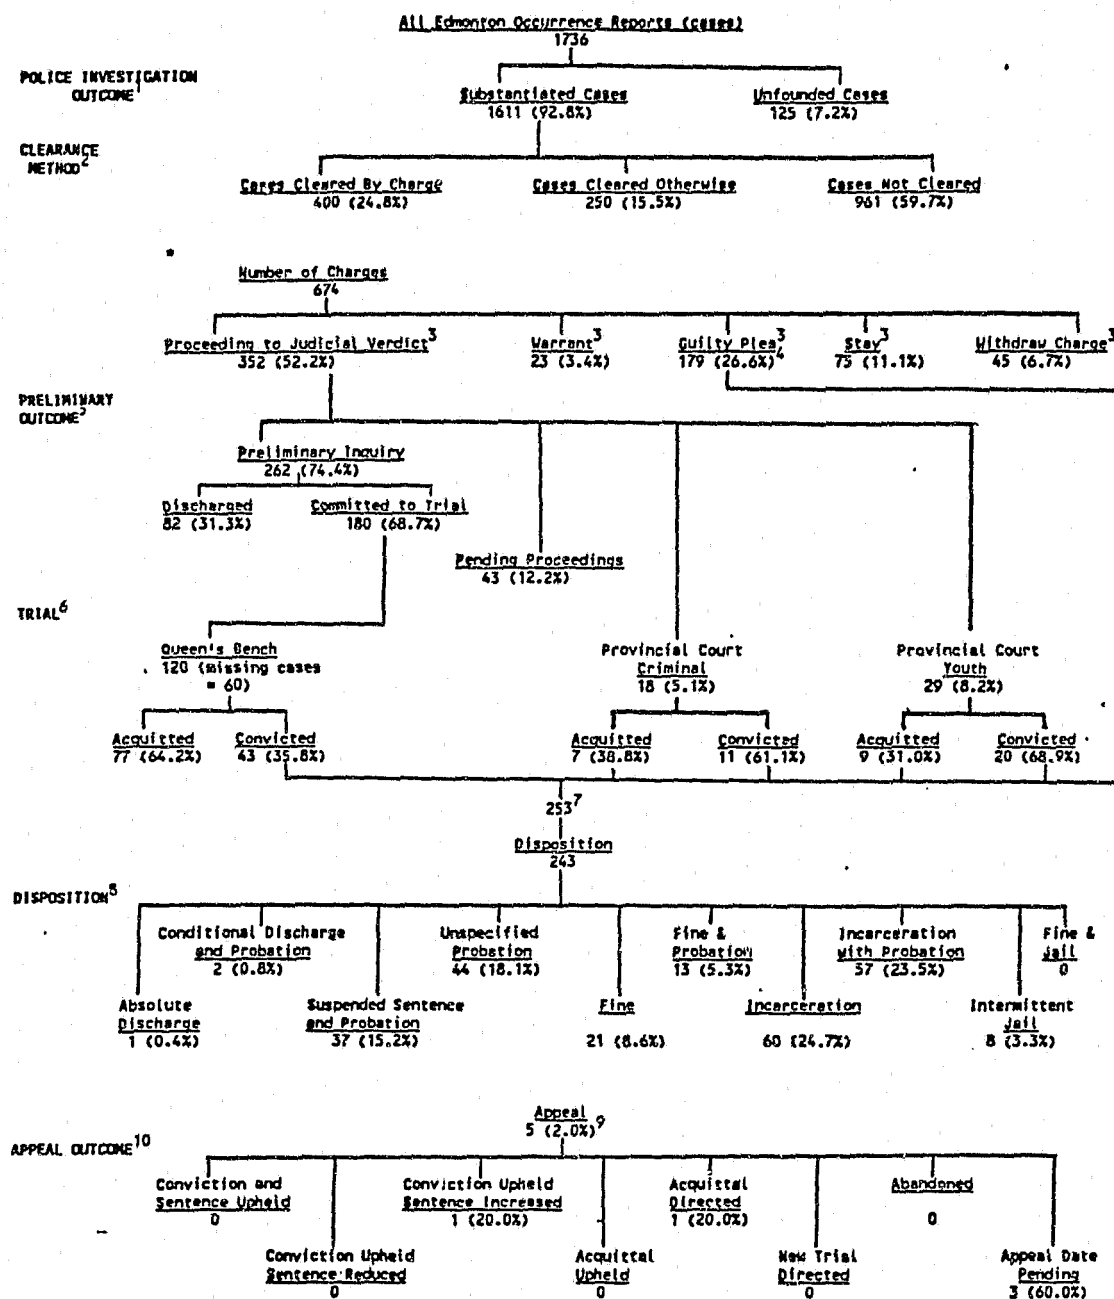 All Edmonton Occurrence Reports (cases)
1736
POLICE INVESTIGATION
OUTCOME1
Substantiated Cases
1611 (92.8%)
Unfounded Cases
125 (7.2%)
CLEARANCE
METHOD2
Cases Cleared By Charge
400 (24.8%)
Cases Cleared Otherwise
250 (15.5%)
Cases Not Cleared
961 (59.7%)
Number of Charges
674
Proceeding to Judicial Verdict3
352 (52.2%)
Warrant3
23 (3.4%)
Guilty Plea3
179 (26.6%)4
Stay3
75 (11.1%)
Withdraw Charge3
45 (6.7%)
PRELIMINARY
OUTCOME5
Preliminary Inquiry
262 (74.4%)
Discharged
82 (31.3%)
Committed to Trial
180 (68.7%)
Pending Proceedings
43 (12.2%)
TRIAL6
Queen's Bench
120 (missing cases
= 60)
Provincial Court
Criminal
18 (5.1%)
Provincial Court
Youth
29 (8.2%)
Acquitted
77 (64.2%)
Convicted
43 (35.8%)
Acquitted
7 (38.8%)
Convicted
11 (61.1%)
Acquitted
9 (31.0%)
Convicted
20 (68.9%)
2537
Disposition
243
DISPOSITION8
Conditional Discharge
and Probation
2 (0.8%)
Unspecified
Probation
44 (18.1%)
Fine &
Probation
13 (5.3%)
Incarceration
with Probation
57 (23.5%)
Fine &
Jail
0
Absolute
Discharge
1 (0.4%)
Suspended Sentence
and Probation
37 (15.2%)
Fine
21 (8.6%)
Incarceration
60 (24.7%)
Intermittent
Jail
8 (3.3%)
Appeal
5 (2.0%)9
APPEAL OUTCOME10
Conviction and
Sentence Upheld
0
Conviction Upheld
Sentence Increased
1 (20.0%)
Acquittal
Directed
1 (20.0%)
Abandoned
0
Conviction Upheld
Sentence Reduced
0
Acquittal
Upheld
0
New Trial
Directed
0
Appeal Date
Pending
3 (60.0%)